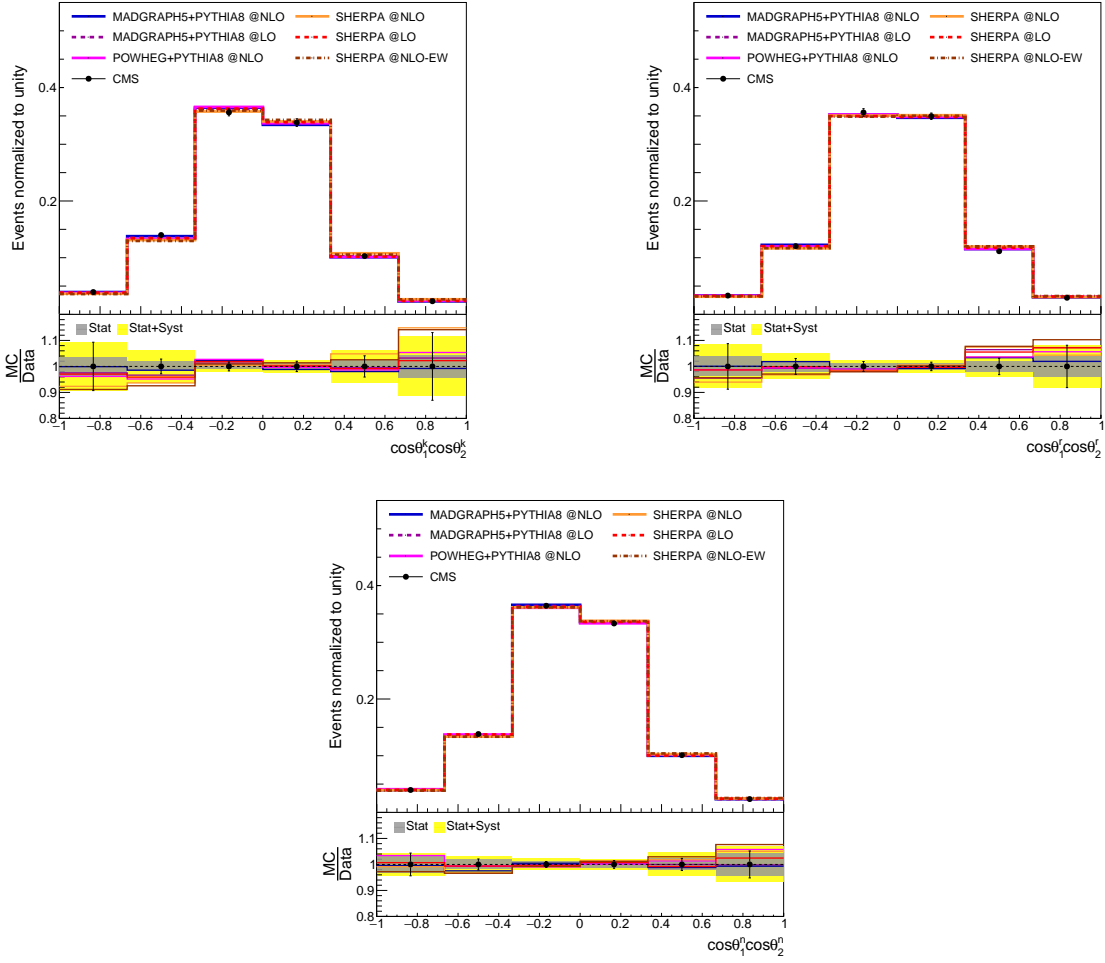 MADGRAPH5+PYTHIA8 @NLO SHERPA @NLO
MADGRAPH5+PYTHIA8 @LO SHERPA @LO
POWHEG+PYTHIA8 @NLO SHERPA @NLO-EW
CMS
Events normalized to unity
0.4
0.2
Stat Stat+Syst
MC
Data
1.1
1
0.9
0.8
−1 −0.8 −0.6 −0.4 −0.2 0 0.2 0.4 0.6 0.8 1
cosθ₁ᵏcosθ₂ᵏ
MADGRAPH5+PYTHIA8 @NLO SHERPA @NLO
MADGRAPH5+PYTHIA8 @LO SHERPA @LO
POWHEG+PYTHIA8 @NLO SHERPA @NLO-EW
CMS
Events normalized to unity
0.4
0.2
Stat Stat+Syst
MC
Data
1.1
1
0.9
0.8
−1 −0.8 −0.6 −0.4 −0.2 0 0.2 0.4 0.6 0.8 1
cosθ₁ʳcosθ₂ʳ
MADGRAPH5+PYTHIA8 @NLO SHERPA @NLO
MADGRAPH5+PYTHIA8 @LO SHERPA @LO
POWHEG+PYTHIA8 @NLO SHERPA @NLO-EW
CMS
Events normalized to unity
0.4
0.2
Stat Stat+Syst
MC
Data
1.1
1
0.9
0.8
−1 −0.8 −0.6 −0.4 −0.2 0 0.2 0.4 0.6 0.8 1
cosθ₁ⁿcosθ₂ⁿ